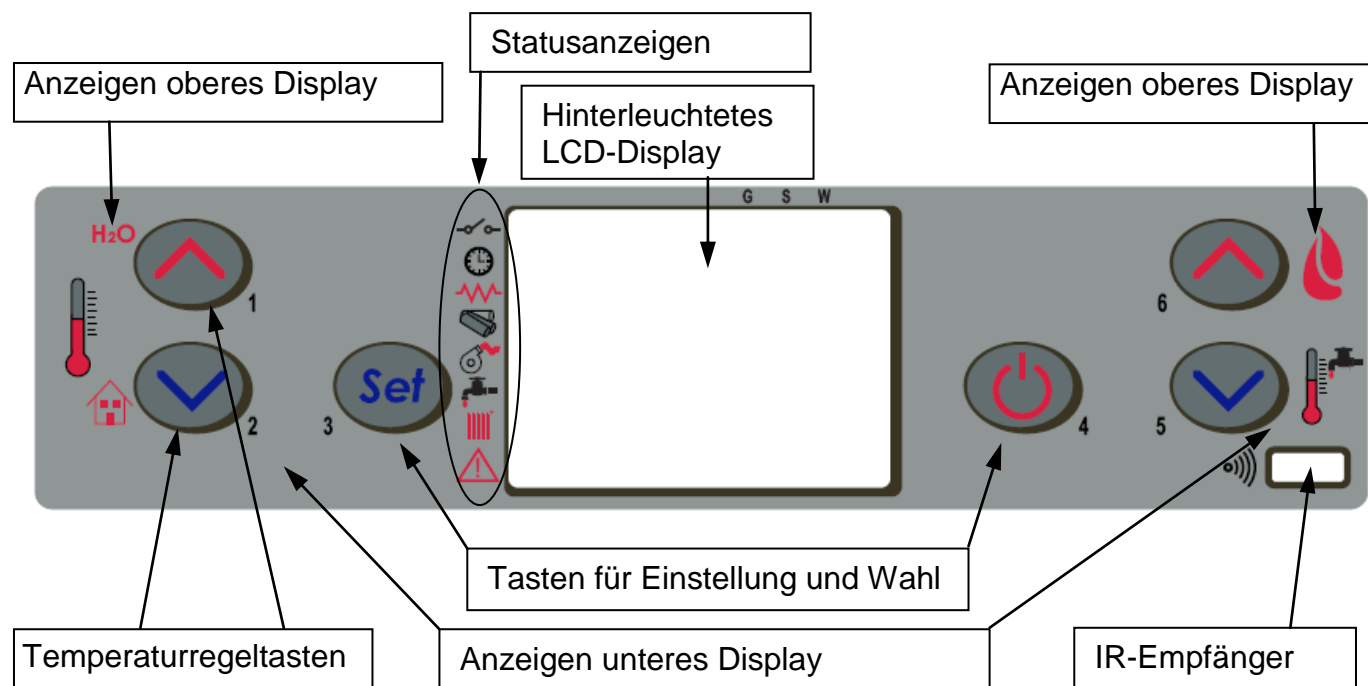 Statusanzeigen
Anzeigen oberes Display
Anzeigen oberes Display
Hinterleuchtetes
LCD-Display
G S W
H2O
1
6
Set
2
3
4
5
Tasten für Einstellung und Wahl
Temperaturregeltasten
Anzeigen unteres Display
IR-Empfänger